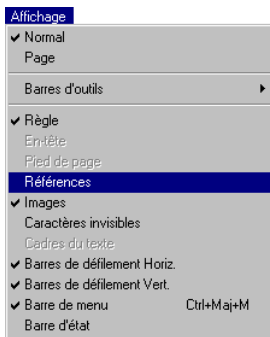 Affichage
✔ Normal
Page
Barres d'outils
✔ Règle
En-tête
Pied de page
Références
✔ Images
Caractères invisibles
Cadres du texte
✔ Barres de défilement Horiz.
✔ Barres de défilement Vert.
✔ Barre de menu Ctrl+Maj+M
Barre d'état